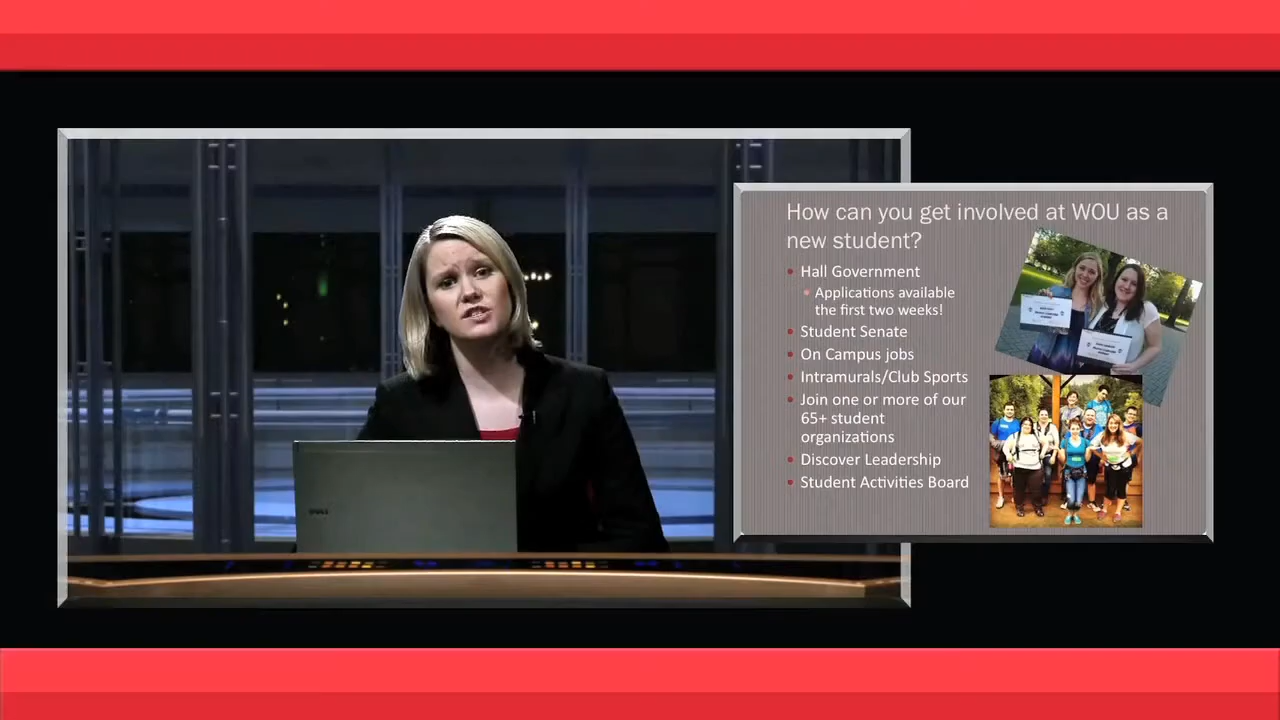 How can you get involved at WOU as a
new student?
Hall Government
Applications available
the first two weeks!
Student Senate
On Campus jobs
Intramurals/Club Sports
Join one or more of our
65+ student
organizations
Discover Leadership
Student Activities Board
DELL